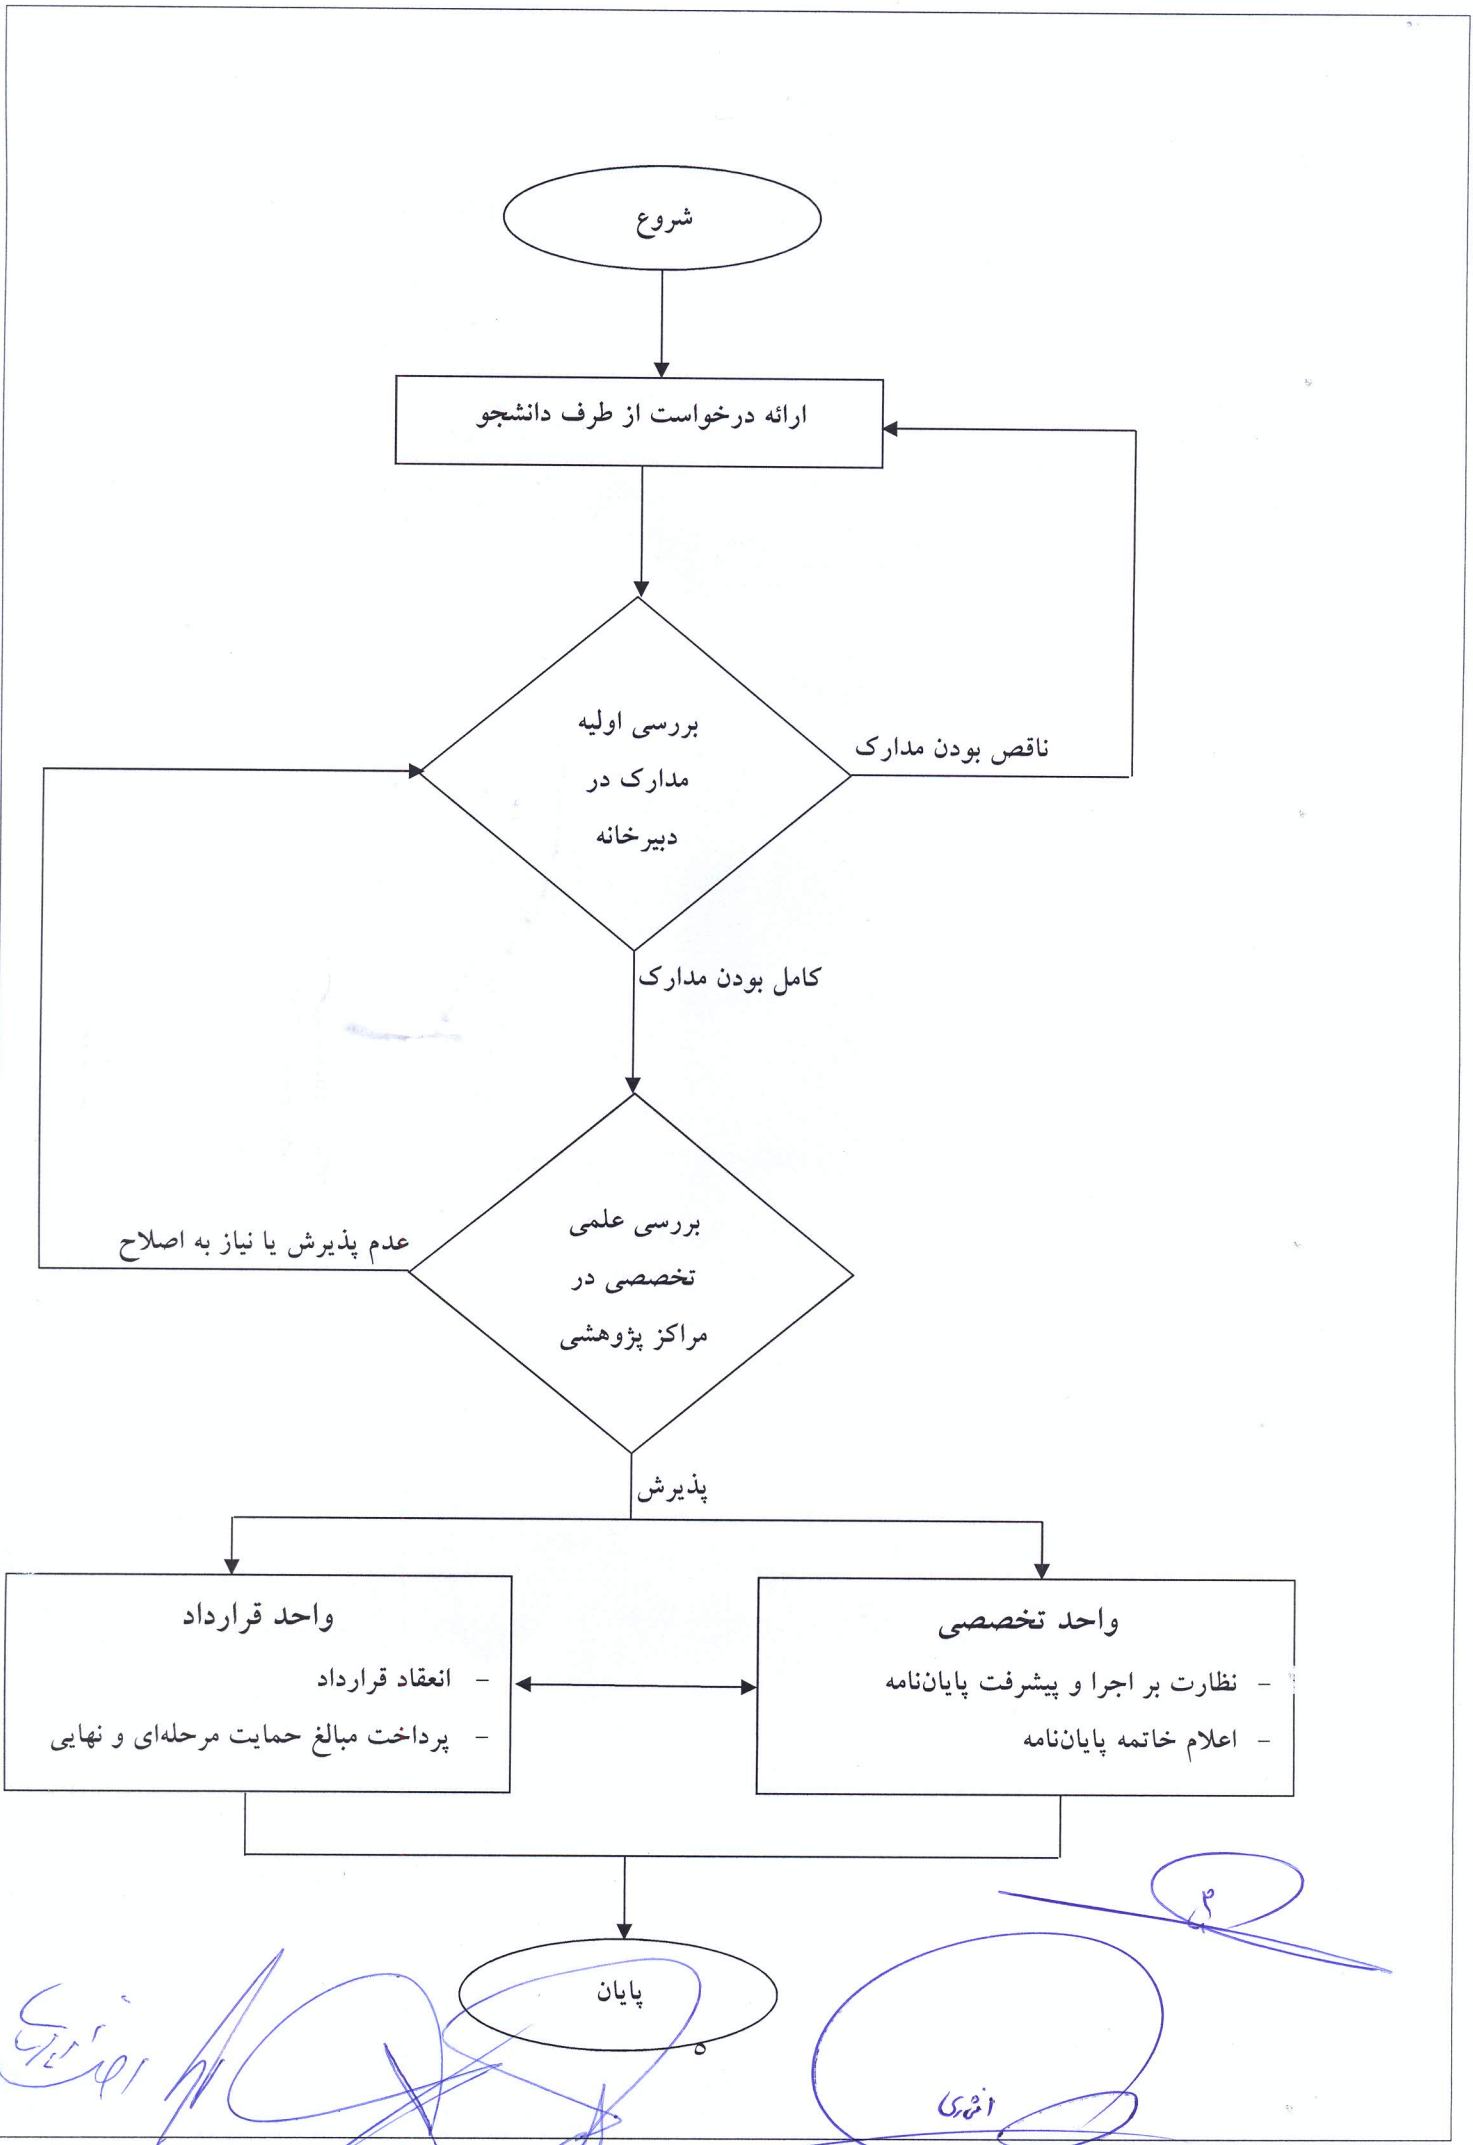 شروع
ارائه درخواست از طرف دانشجو
بررسی اولیه
مدارک در
دبیرخانه
ناقص بودن مدارک
کامل بودن مدارک
بررسی علمی
تخصصی در
مراکز پژوهشی
عدم پذیرش یا نیاز به اصلاح
پذیرش
واحد تخصصی
- نظارت بر اجرا و پیشرفت پایان‌نامه
- اعلام خاتمه پایان‌نامه
واحد قرارداد
- انعقاد قرارداد
- پرداخت مبالغ حمایت مرحله‌ای و نهایی
پایان
۵